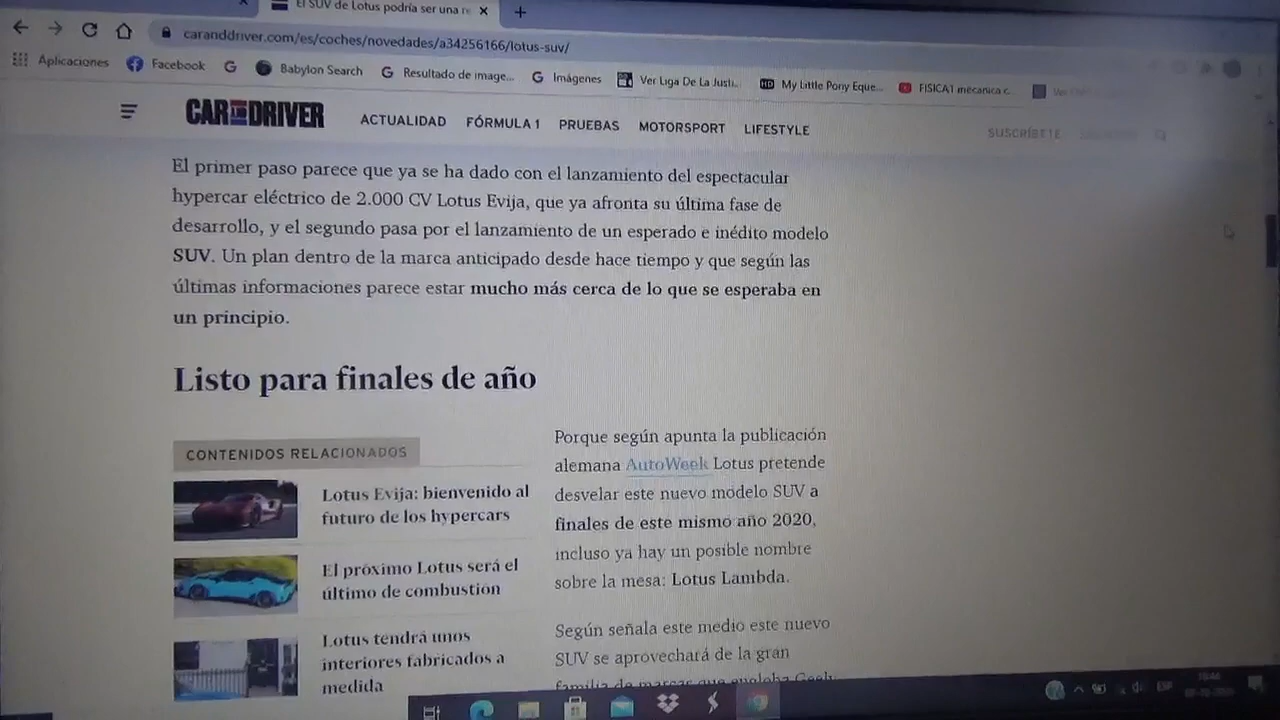 El SUV de Lotus podría ser una re
caranddriver.com/es/coches/novedades/a34256166/lotus-suv/
Aplicaciones Facebook Babylon Search Resultado de image... Imágenes Ver Liga De La Justi... My Little Pony Eque... FISICA1 mecanica c...
CAR AND DRIVER ACTUALIDAD FÓRMULA 1 PRUEBAS MOTORSPORT LIFESTYLE SUSCRÍBETE
El primer paso parece que ya se ha dado con el lanzamiento del espectacular
hypercar eléctrico de 2.000 CV Lotus Evija, que ya afronta su última fase de
desarrollo, y el segundo pasa por el lanzamiento de un esperado e inédito modelo
SUV. Un plan dentro de la marca anticipado desde hace tiempo y que según las
últimas informaciones parece estar mucho más cerca de lo que se esperaba en
un principio.
Listo para finales de año
CONTENIDOS RELACIONADOS
Lotus Evija: bienvenido al
futuro de los hypercars
El próximo Lotus será el
último de combustión
Lotus tendrá unos
interiores fabricados a
medida
Porque según apunta la publicación
alemana AutoWeek Lotus pretende
desvelar este nuevo modelo SUV a
finales de este mismo año 2020,
incluso ya hay un posible nombre
sobre la mesa: Lotus Lambda.
Según señala este medio este nuevo
SUV se aprovechará de la gran
familia de marcas que engloba Geely
ESP